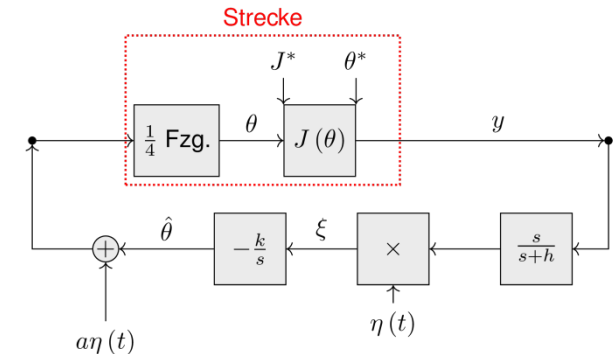 Strecke
J* θ*
1/4 Fzg. θ J (θ) y
θ̂ -k/s ξ × s/(s+h)
+
aη (t) η (t)